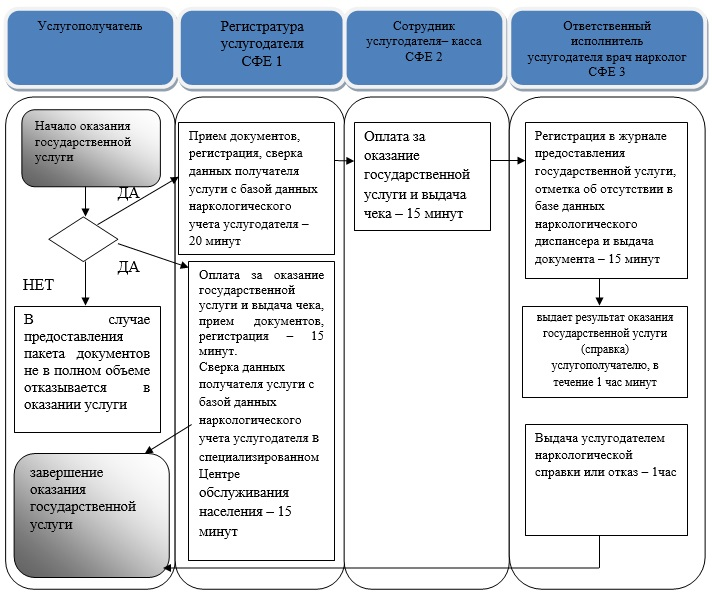 Услугополучатель
Регистратура
услугодателя
СФЕ 1
Сотрудник
услугодателя– касса
СФЕ 2
Ответственный
исполнитель
услугодателя врач нарколог
СФЕ 3
Начало оказания
государственной
услуги
ДА
ДА
НЕТ
В случае
предоставления
пакета документов
не в полном объеме
отказывается в
оказании услуги
завершение
оказания
государственной
услуги
Прием документов,
регистрация, сверка
данных получателя
услуги с базой данных
наркологического
учета услугодателя –
20 минут
Оплата за оказание
государственной
услуги и выдача чека,
прием документов,
регистрация – 15
минут.
Сверка данных
получателя услуги с
базой данных
наркологического
учета услугодателя в
специализированном
Центре
обслуживания
населения – 15
минут
Оплата за
оказание
государственной
услуги и выдача
чека – 15 минут
Регистрация в журнале
предоставления
государственной услуги,
отметка об отсутствии в
базе данных
наркологического
диспансера и выдача
документа – 15 минут
выдает результат оказания
государственной услуги
(справка)
услугополучателю, в
течение 1 час минут
Выдача услугодателем
наркологической
справки или отказ – 1час